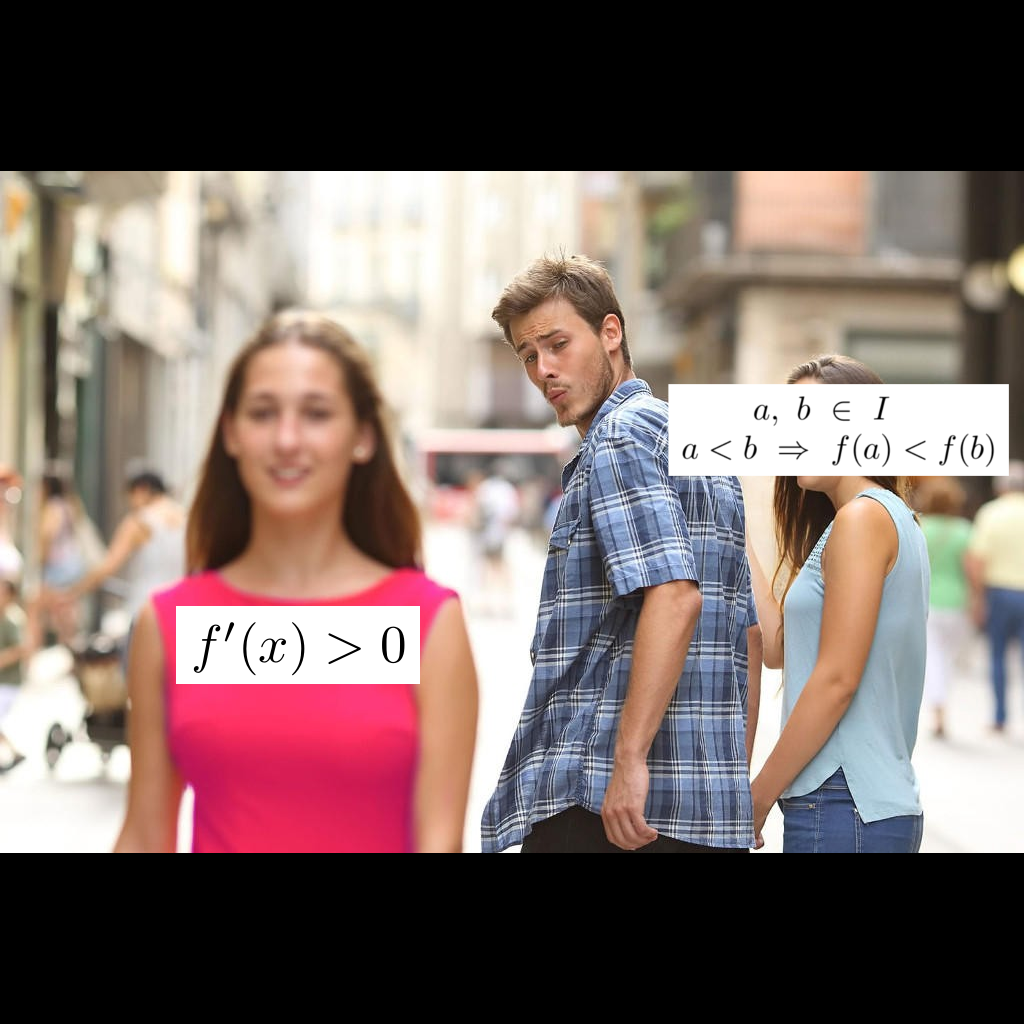 f′(x) > 0
a, b ∈ I
a < b ⇒ f(a) < f(b)